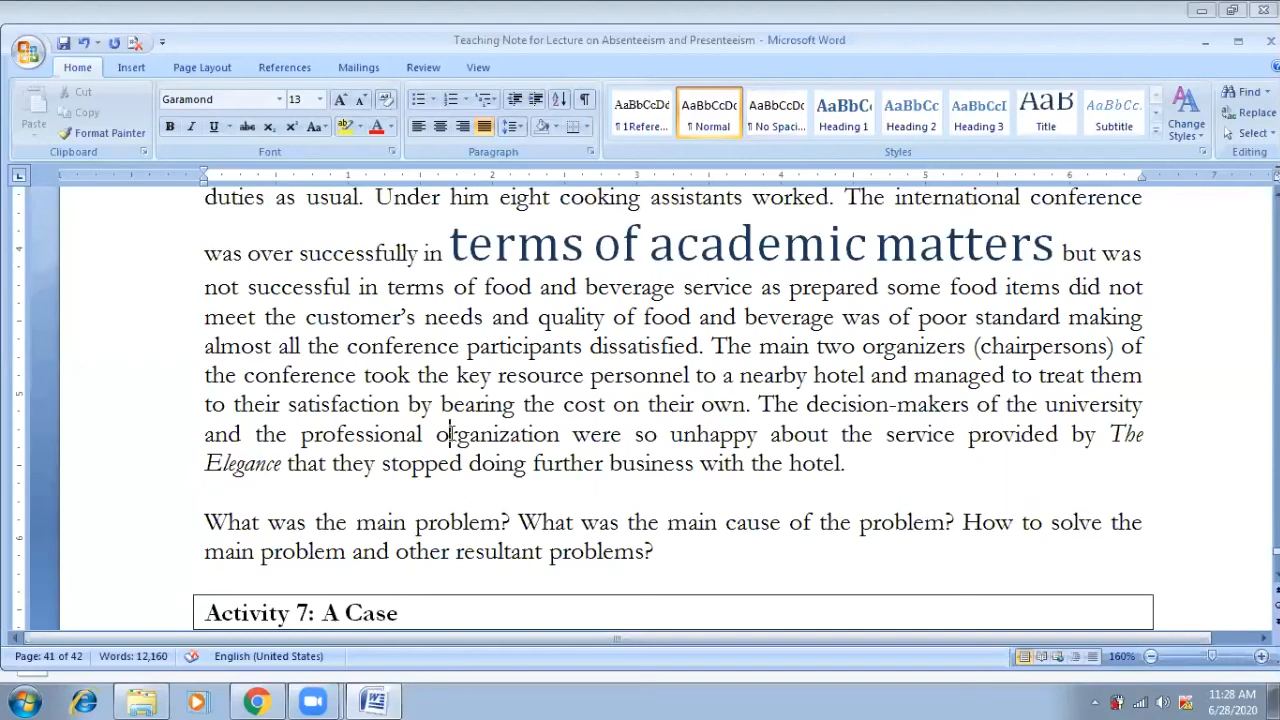 Teaching Note for Lecture on Absenteeism and Presenteeism - Microsoft Word
Home Insert Page Layout References Mailings Review View
Paste
Cut
Copy
Format Painter
Clipboard
Garamond 13
Font
Paragraph
AaBbCcDd AaBbCcDc AaBbCcDc AaBbC AaBbCc AaBbCcI AaB AaBbCc.
¶ 1Refere... ¶ Normal ¶ No Spaci... Heading 1 Heading 2 Heading 3 Title Subtitle
Change Styles
Styles
Find
Replace
Select
Editing
1 2 3 4 5 6 7
duties as usual. Under him eight cooking assistants worked. The international conference
was over successfully in terms of academic matters but was
not successful in terms of food and beverage service as prepared some food items did not
meet the customer’s needs and quality of food and beverage was of poor standard making
almost all the conference participants dissatisfied. The main two organizers (chairpersons) of
the conference took the key resource personnel to a nearby hotel and managed to treat them
to their satisfaction by bearing the cost on their own. The decision-makers of the university
and the professional organization were so unhappy about the service provided by The
Elegance that they stopped doing further business with the hotel.
What was the main problem? What was the main cause of the problem? How to solve the
main problem and other resultant problems?
Activity 7: A Case
Page: 41 of 42 Words: 12,160 English (United States) 160%
11:28 AM
6/28/2020